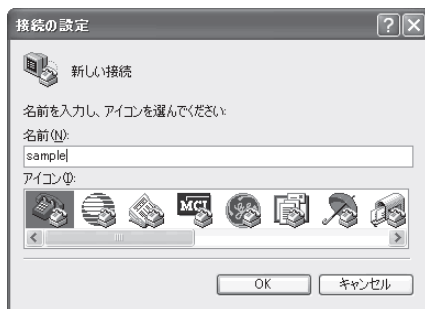 接続の設定
新しい接続
名前を入力し、アイコンを選んでください:
名前(N):
sample
アイコン(I):
MCI
OK
キャンセル